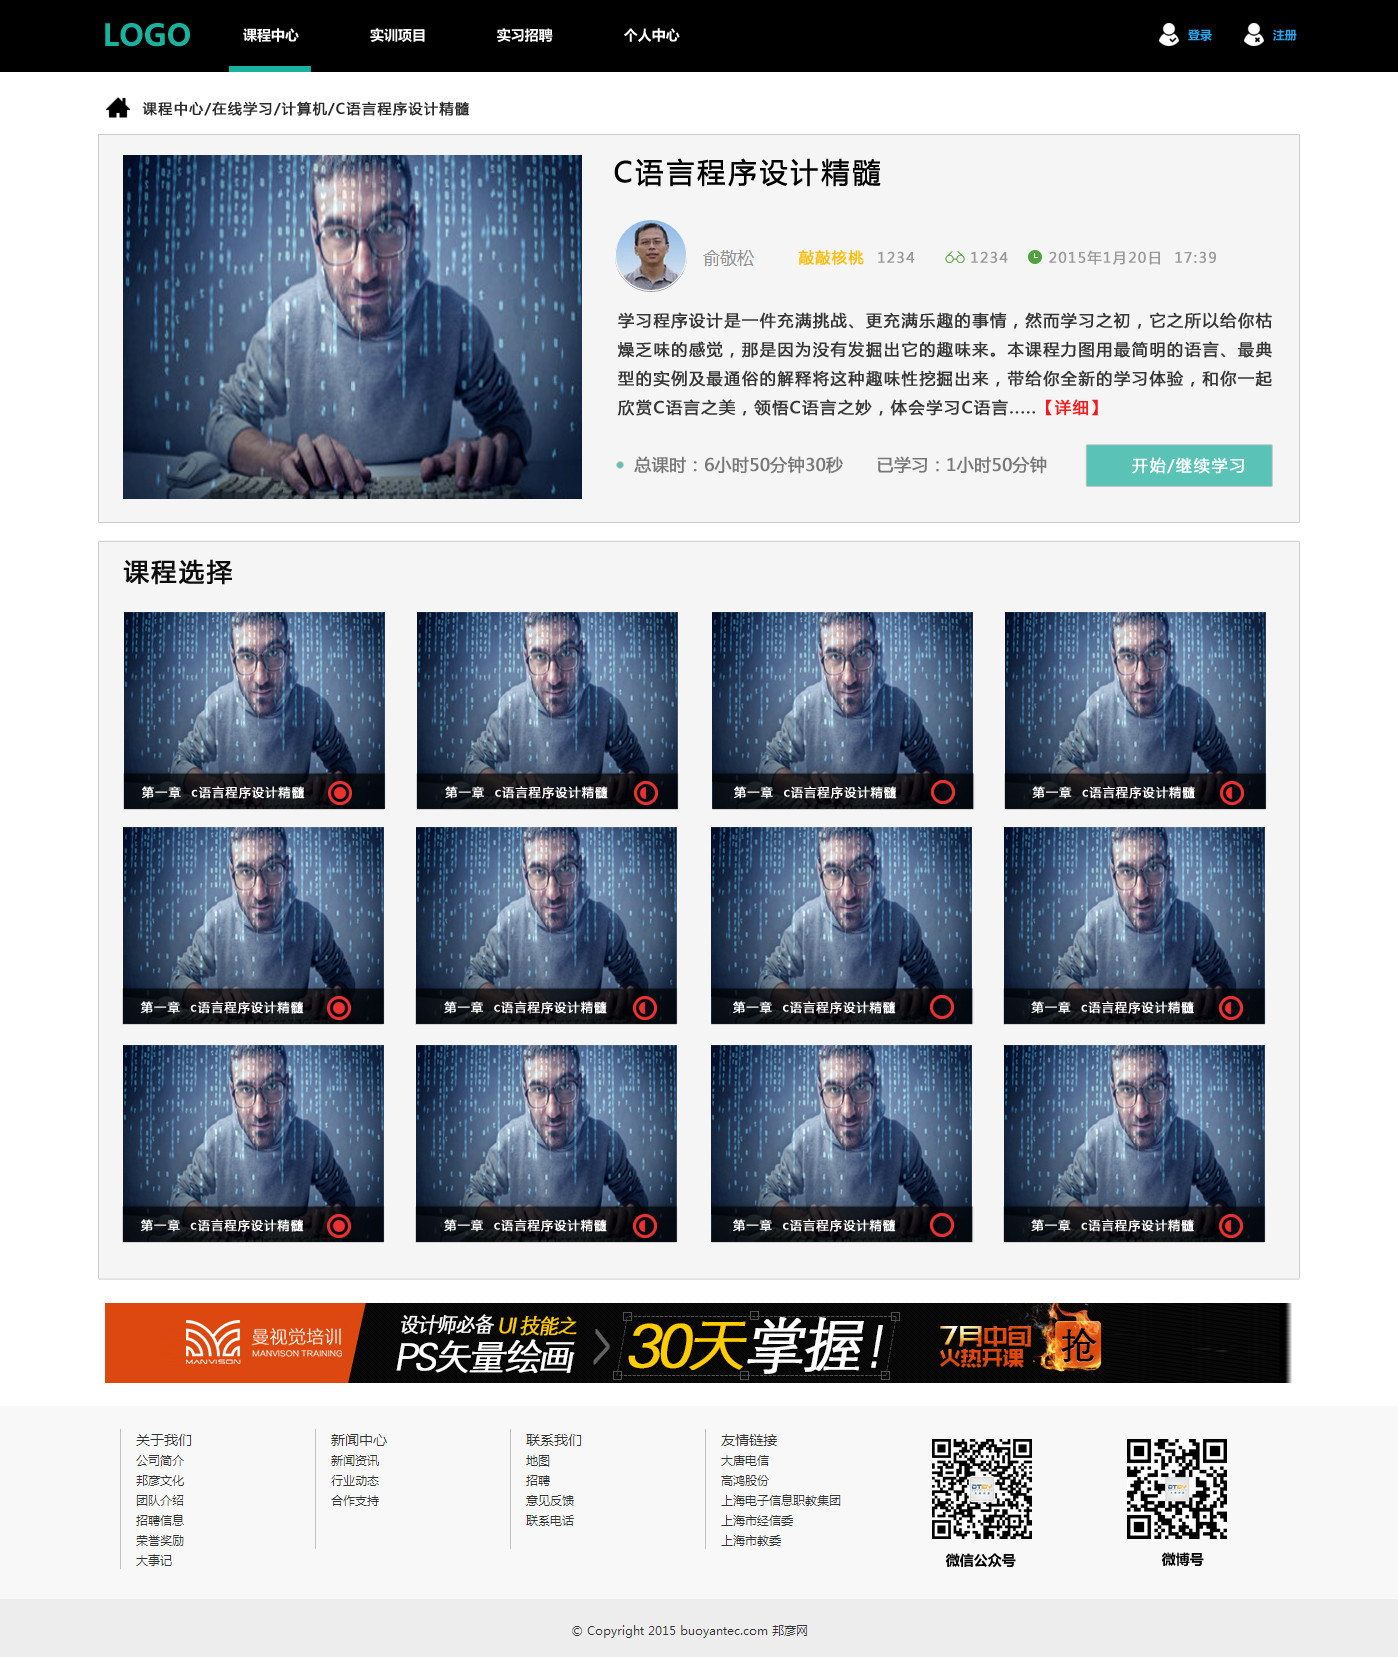 LOGO 课程中心 实训项目 实习招聘 个人中心 登录 注册
课程中心/在线学习/计算机/C语言程序设计精髓
C语言程序设计精髓
俞敬松 敲敲核桃 1234 1234 2015年1月20日 17:39
学习程序设计是一件充满挑战、更充满乐趣的事情，然而学习之初，它之所以给你枯
燥乏味的感觉，那是因为没有发掘出它的趣味来。本课程力图用最简明的语言、最典
型的实例及最通俗的解释将这种趣味性挖掘出来，带给你全新的学习体验，和你一起
欣赏C语言之美，领悟C语言之妙，体会学习C语言.....【详细】
总课时：6小时50分钟30秒 已学习：1小时50分钟 开始/继续学习
课程选择
第一章 c语言程序设计精髓 第一章 c语言程序设计精髓 第一章 c语言程序设计精髓 第一章 c语言程序设计精髓
第一章 c语言程序设计精髓 第一章 c语言程序设计精髓 第一章 c语言程序设计精髓 第一章 c语言程序设计精髓
第一章 c语言程序设计精髓 第一章 c语言程序设计精髓 第一章 c语言程序设计精髓 第一章 c语言程序设计精髓
MANVISON
曼视觉培训
MANVISON TRAINING
设计师必备 UI 技能之
PS矢量绘画
30天掌握！
7月中旬
火热开课
抢
关于我们
公司简介
邦彦文化
团队介绍
招聘信息
荣誉奖励
大事记
新闻中心
新闻资讯
行业动态
合作支持
联系我们
地图
招聘
意见反馈
联系电话
友情链接
大唐电信
高鸿股份
上海电子信息职教集团
上海市经信委
上海市教委
微信公众号
微博号
© Copyright 2015 buoyantec.com 邦彦网